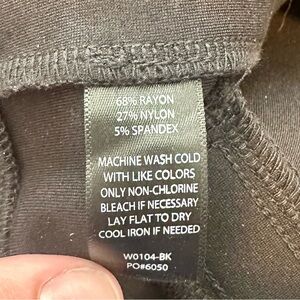 68% RAYON
27% NYLON
5% SPANDEX
MACHINE WASH COLD
WITH LIKE COLORS
ONLY NON-CHLORINE
BLEACH IF NECESSARY
LAY FLAT TO DRY
COOL IRON IF NEEDED
W0104-BK
PO#6050